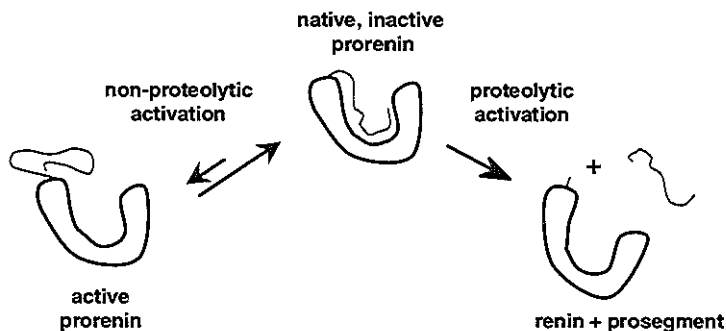 native, inactive
prorenin
non-proteolytic
activation
proteolytic
activation
+
active
prorenin
renin + prosegment